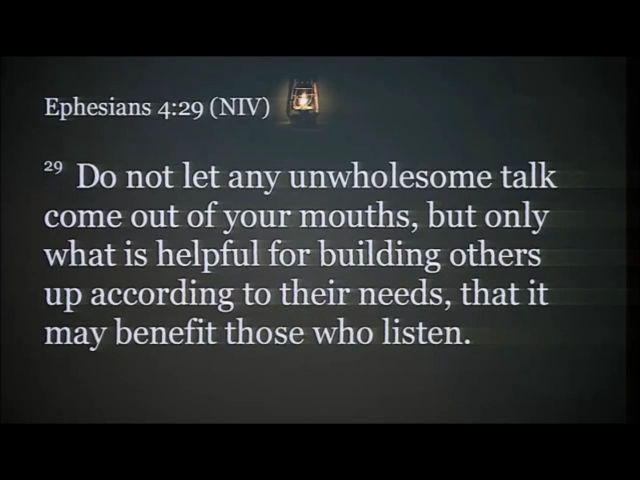 Ephesians 4:29 (NIV)
29 Do not let any unwholesome talk
come out of your mouths, but only
what is helpful for building others
up according to their needs, that it
may benefit those who listen.